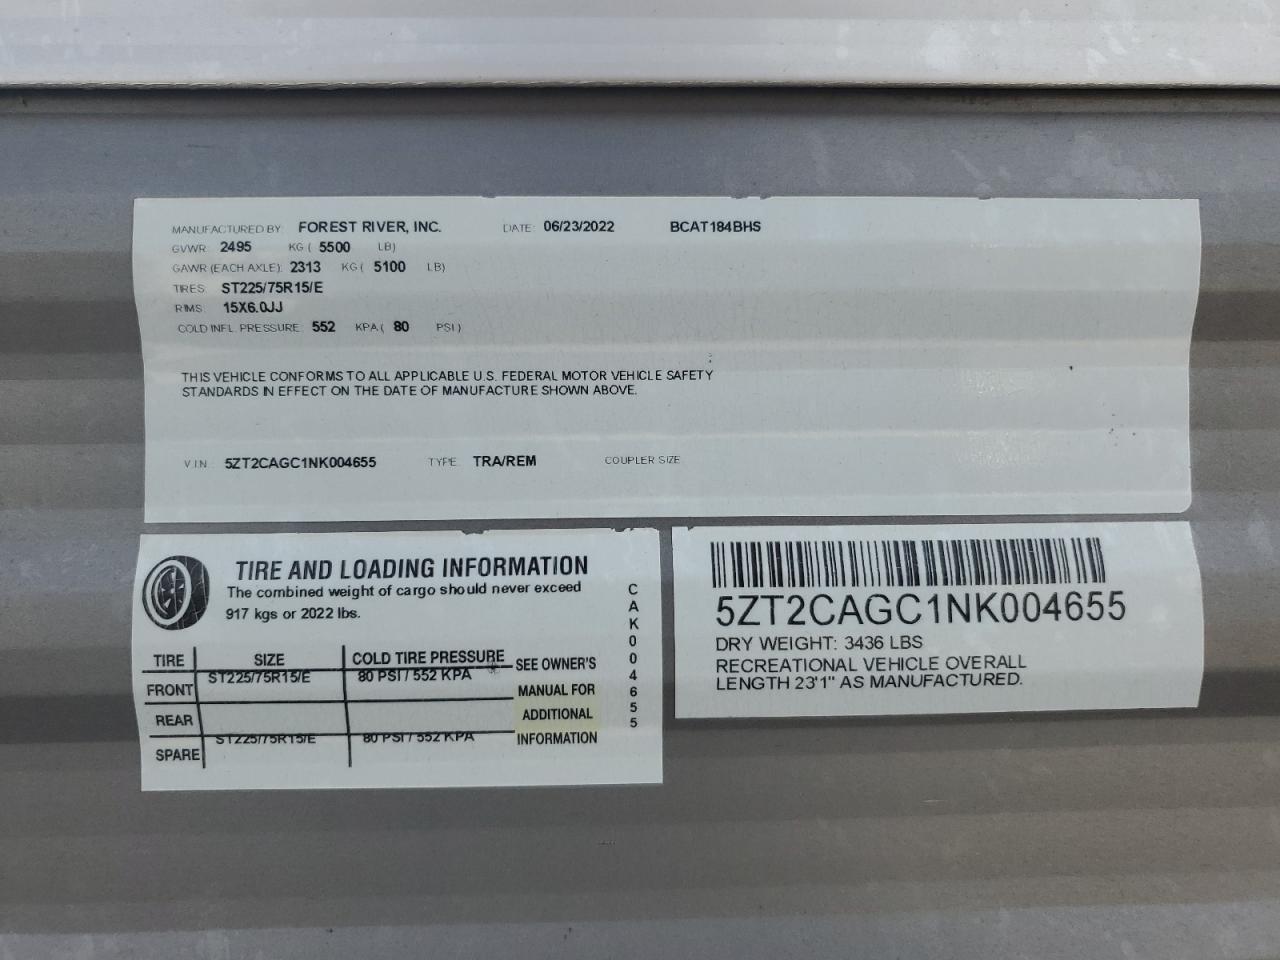 MANUFACTURED BY: FOREST RIVER, INC. DATE: 06/23/2022 BCAT184BHS
GVWR: 2495 KG ( 5500 LB)
GAWR (EACH AXLE): 2313 KG ( 5100 LB)
TIRES: ST225/75R15/E
RIMS: 15X6.0JJ
COLD INFL. PRESSURE: 552 KPA ( 80 PSI )
THIS VEHICLE CONFORMS TO ALL APPLICABLE U.S. FEDERAL MOTOR VEHICLE SAFETY
STANDARDS IN EFFECT ON THE DATE OF MANUFACTURE SHOWN ABOVE.
V.I.N.: 5ZT2CAGC1NK004655 TYPE: TRA/REM COUPLER SIZE:
TIRE AND LOADING INFORMATION
The combined weight of cargo should never exceed
917 kgs or 2022 lbs.
TIRE SIZE COLD TIRE PRESSURE
FRONT ST225/75R15/E 80 PSI / 552 KPA
REAR
SPARE ST225/75R15/E 80 PSI / 552 KPA
SEE OWNER'S
MANUAL FOR
ADDITIONAL
INFORMATION
CAK004655
5ZT2CAGC1NK004655
DRY WEIGHT: 3436 LBS
RECREATIONAL VEHICLE OVERALL
LENGTH 23'1" AS MANUFACTURED.